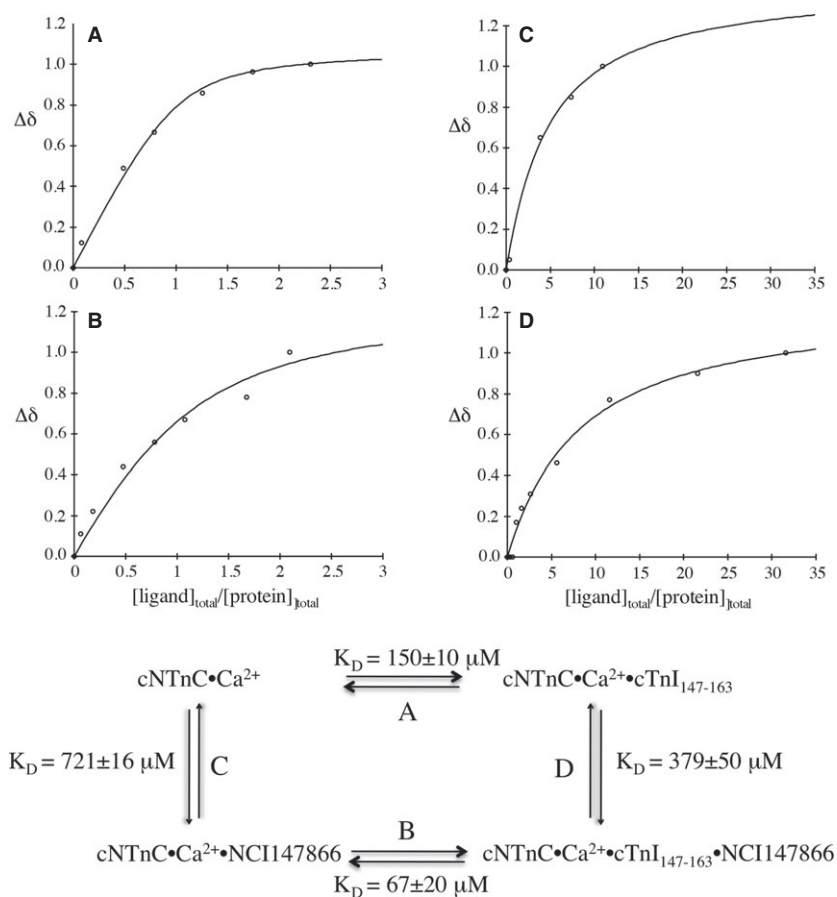 A
1.2
1.0
0.8
0.6
0.4
0.2
0.0
Δδ
0 0.5 1 1.5 2 2.5 3
C
1.2
1.0
0.8
0.6
0.4
0.2
0.0
Δδ
0 5 10 15 20 25 30 35
B
1.2
1.0
0.8
0.6
0.4
0.2
0.0
Δδ
0 0.5 1 1.5 2 2.5 3
[ligand]total/[protein]total
D
1.2
1.0
0.8
0.6
0.4
0.2
0.0
Δδ
0 5 10 15 20 25 30 35
[ligand]total/[protein]total
K_D = 150±10 μM
cNTnC•Ca²⁺
cNTnC•Ca²⁺•cTnI₁₄₇₋₁₆₃
A
K_D = 721±16 μM
C
D
K_D = 379±50 μM
B
cNTnC•Ca²⁺•NCI147866
cNTnC•Ca²⁺•cTnI₁₄₇₋₁₆₃•NCI147866
K_D = 67±20 μM